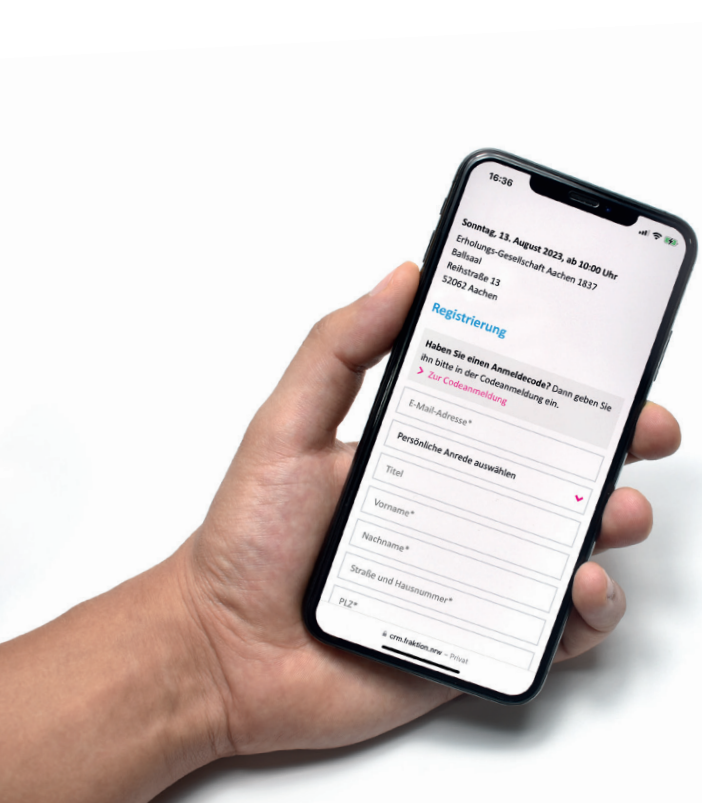 16:36
Sonntag, 13. August 2023, ab 10:00 Uhr
Erholungs-Gesellschaft Aachen 1837
Ballsaal
Reihstraße 13
52062 Aachen
Registrierung
Haben Sie einen Anmeldecode? Dann geben Sie
ihn bitte in der Codeanmeldung ein.
> Zur Codeanmeldung
E-Mail-Adresse*
Persönliche Anrede auswählen
Titel
Vorname*
Nachname*
Straße und Hausnummer*
PLZ*
crm.fraktion.nrw – Privat